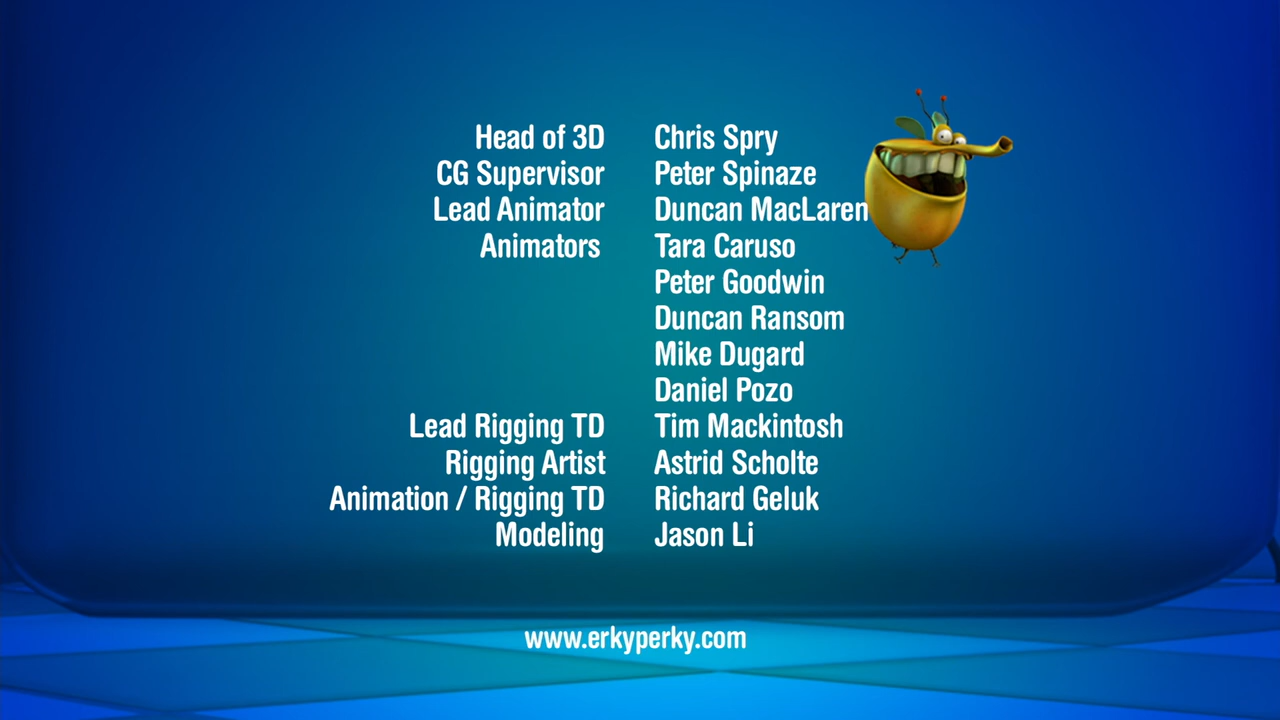 Head of 3D Chris Spry
CG Supervisor Peter Spinaze
Lead Animator Duncan MacLaren
Animators Tara Caruso
Peter Goodwin
Duncan Ransom
Mike Dugard
Daniel Pozo
Lead Rigging TD Tim Mackintosh
Rigging Artist Astrid Scholte
Animation / Rigging TD Richard Geluk
Modeling Jason Li
www.erkyperky.com